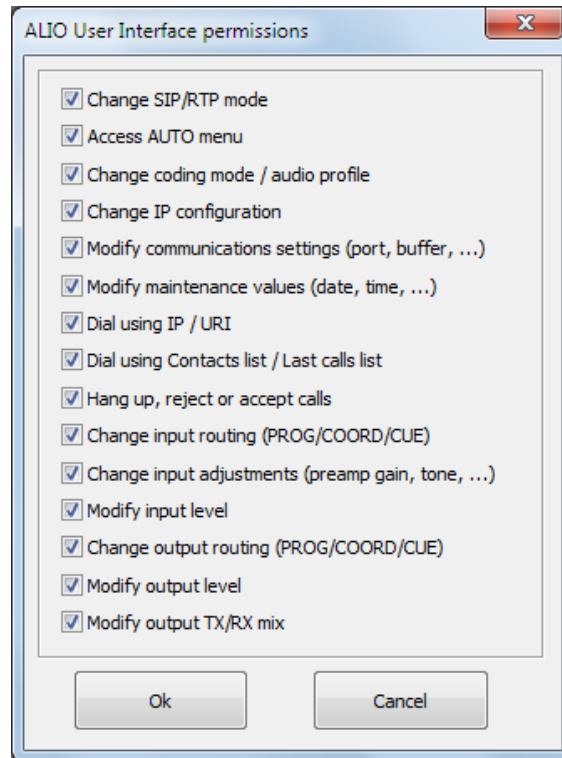 ALIO User Interface permissions
Change SIP/RTP mode
Access AUTO menu
Change coding mode / audio profile
Change IP configuration
Modify communications settings (port, buffer, ...)
Modify maintenance values (date, time, ...)
Dial using IP / URI
Dial using Contacts list / Last calls list
Hang up, reject or accept calls
Change input routing (PROG/COORD/CUE)
Change input adjustments (preamp gain, tone, ...)
Modify input level
Change output routing (PROG/COORD/CUE)
Modify output level
Modify output TX/RX mix
Ok Cancel